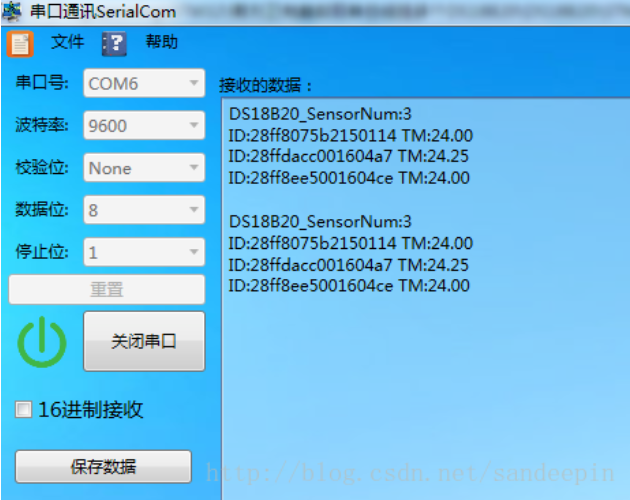 串口通讯SerialCom
文件 帮助
串口号: COM6
波特率: 9600
校验位: None
数据位: 8
停止位: 1
重置
关闭串口
16进制接收
保存数据
接收的数据：
DS18B20_SensorNum:3
ID:28ff8075b2150114 TM:24.00
ID:28ffdacc001604a7 TM:24.25
ID:28ff8ee5001604ce TM:24.00
DS18B20_SensorNum:3
ID:28ff8075b2150114 TM:24.00
ID:28ffdacc001604a7 TM:24.25
ID:28ff8ee5001604ce TM:24.00
http://blog.csdn.net/sandeepin